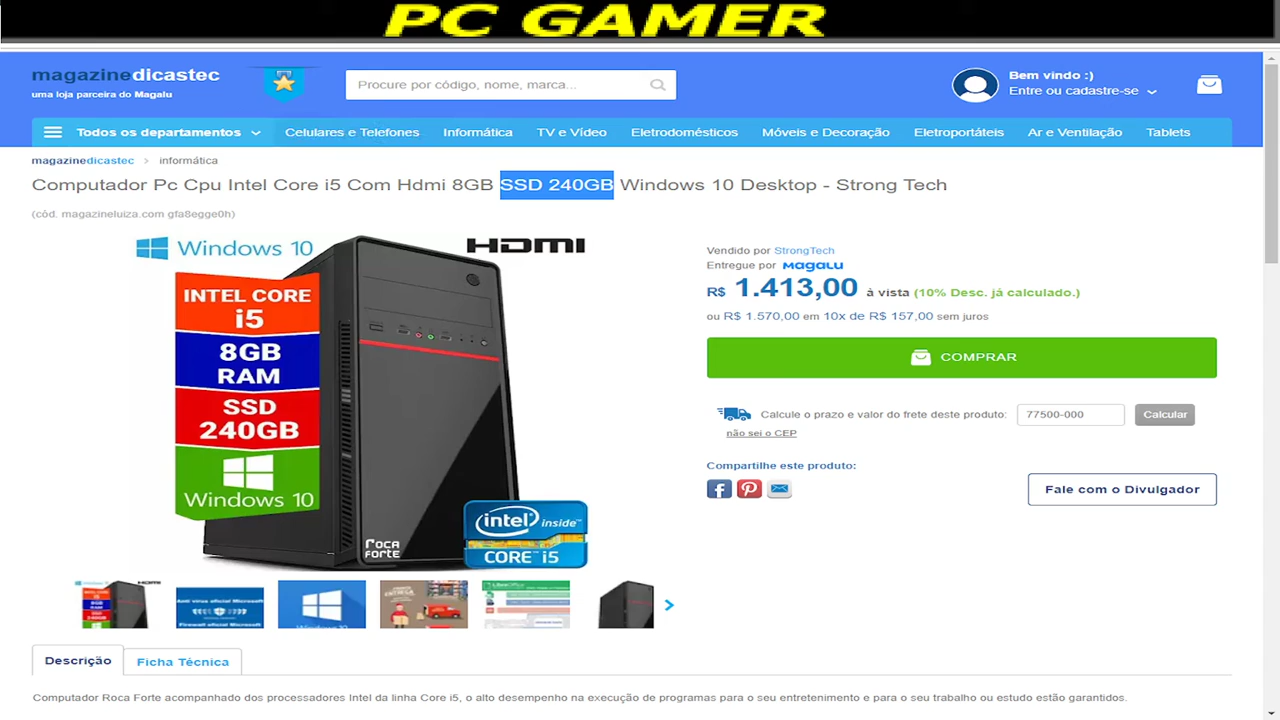 PC GAMER
magazinedicastec
uma loja parceira do Magalu
Procure por código, nome, marca...
Bem vindo :)
Entre ou cadastre-se
Todos os departamentos
Celulares e Telefones
Informática
TV e Vídeo
Eletrodomésticos
Móveis e Decoração
Eletroportáteis
Ar e Ventilação
Tablets
magazinedicastec > informática
Computador Pc Cpu Intel Core i5 Com Hdmi 8GB SSD 240GB Windows 10 Desktop - Strong Tech
(cód. magazineluiza.com gfa8egge0h)
Windows 10
HDMI
INTEL CORE
i5
8GB
RAM
SSD
240GB
Windows 10
ROCA
FORTE
intel inside™
CORE™ i5
Vendido por StrongTech
Entregue por Magalu
R$ 1.413,00 à vista (10% Desc. já calculado.)
ou R$ 1.570,00 em 10x de R$ 157,00 sem juros
COMPRAR
Calcule o prazo e valor do frete deste produto:
77500-000
Calcular
não sei o CEP
Compartilhe este produto:
Fale com o Divulgador
Descrição
Ficha Técnica
Computador Roca Forte acompanhado dos processadores Intel da linha Core i5, o alto desempenho na execução de programas para o seu entretenimento e para o seu trabalho ou estudo estão garantidos.